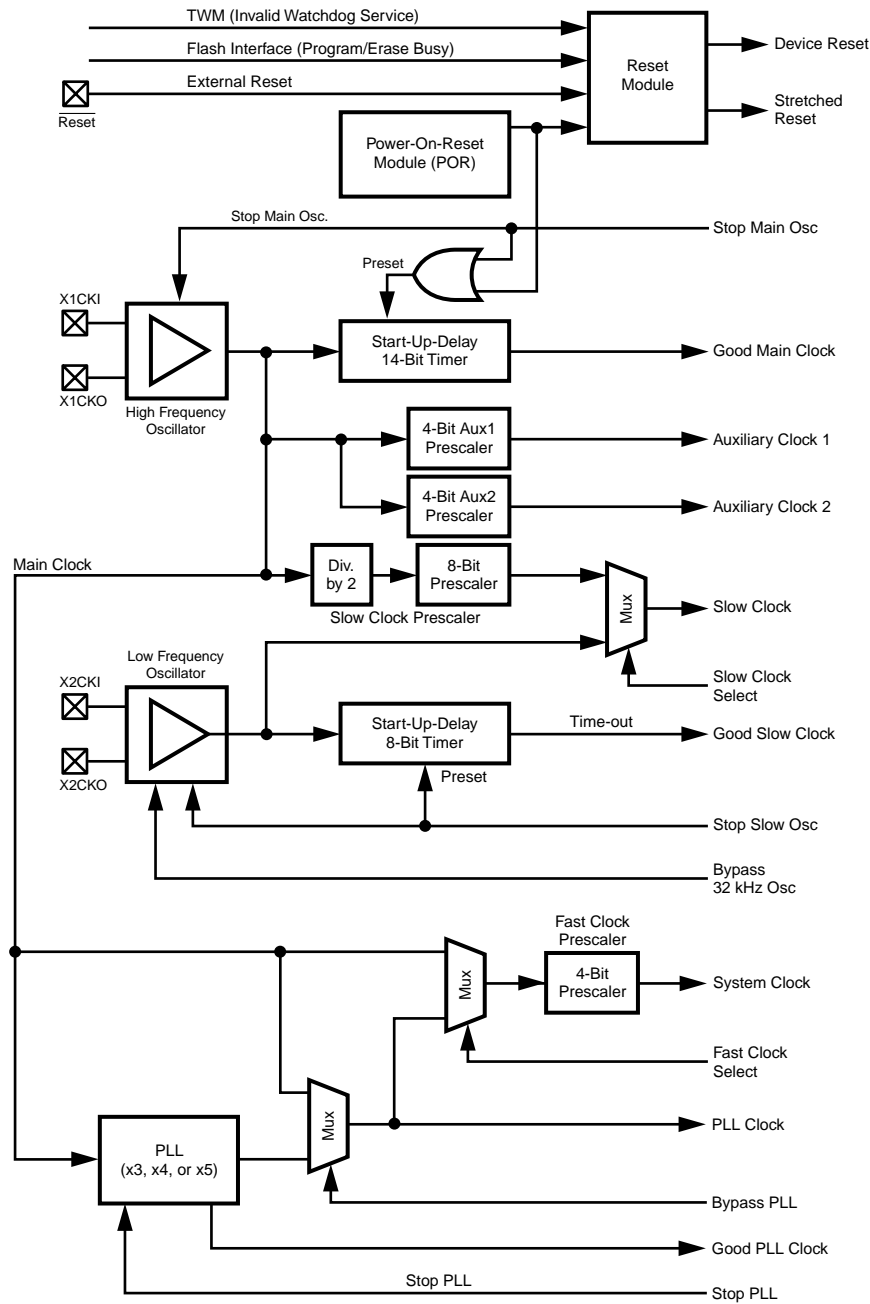 TWM (Invalid Watchdog Service)
Flash Interface (Program/Erase Busy)
External Reset
Reset
Reset
Module
Device Reset
Stretched
Reset
Power-On-Reset
Module (POR)
Stop Main Osc.
Stop Main Osc
Preset
X1CKI
X1CKO
High Frequency
Oscillator
Start-Up-Delay
14-Bit Timer
Good Main Clock
4-Bit Aux1
Prescaler
Auxiliary Clock 1
4-Bit Aux2
Prescaler
Auxiliary Clock 2
Main Clock
Div.
by 2
8-Bit
Prescaler
Slow Clock Prescaler
Mux
Slow Clock
Slow Clock
Select
Low Frequency
Oscillator
X2CKI
X2CKO
Start-Up-Delay
8-Bit Timer
Time-out
Good Slow Clock
Preset
Stop Slow Osc
Bypass
32 kHz Osc
Fast Clock
Prescaler
Mux
4-Bit
Prescaler
System Clock
Fast Clock
Select
Mux
PLL Clock
PLL
(x3, x4, or x5)
Bypass PLL
Good PLL Clock
Stop PLL
Stop PLL